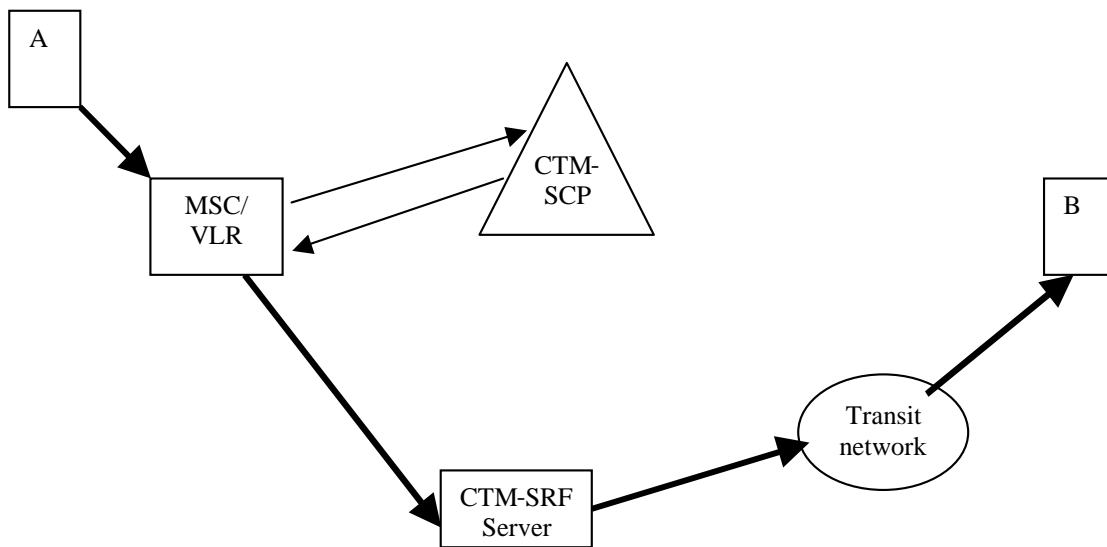 A
CTM-
SCP
MSC/
VLR
B
Transit
network
CTM-SRF
Server